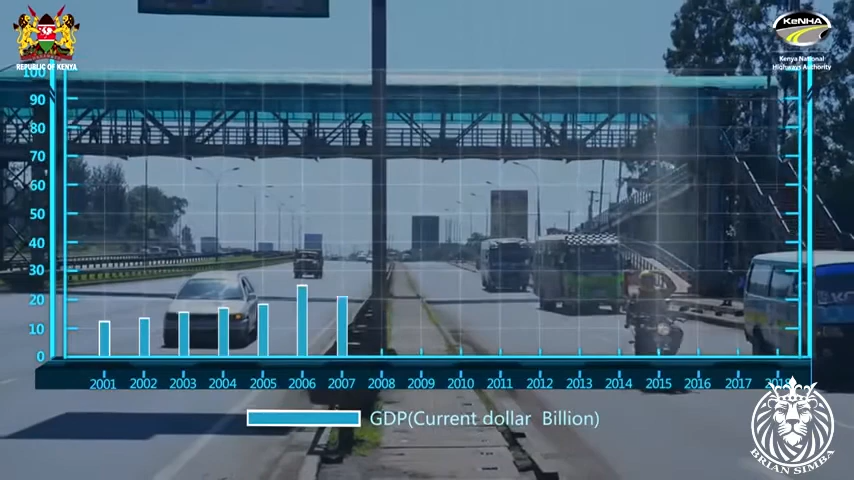 REPUBLIC OF KENYA
KeNHA
Kenya National
Highways Authority
100
90
80
70
60
50
40
30
20
10
0
2001 2002 2003 2004 2005 2006 2007 2008 2009 2010 2011 2012 2013 2014 2015 2016 2017 2018
GDP(Current dollar Billion)
BRIAN SIMBA